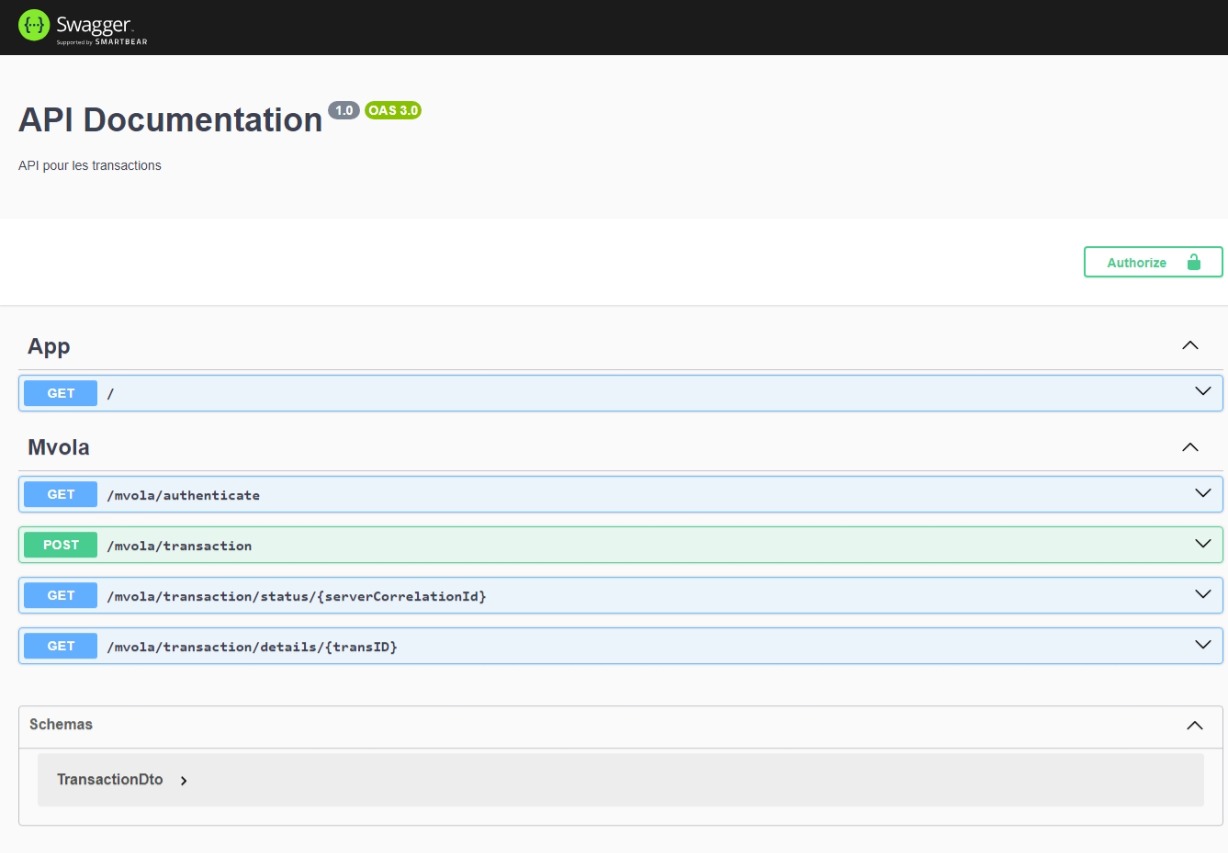 Swagger
Supported by SMARTBEAR
API Documentation 1.0 OAS 3.0
API pour les transactions
Authorize
App
GET /
Mvola
GET /mvola/authenticate
POST /mvola/transaction
GET /mvola/transaction/status/{serverCorrelationId}
GET /mvola/transaction/details/{transID}
Schemas
TransactionDto